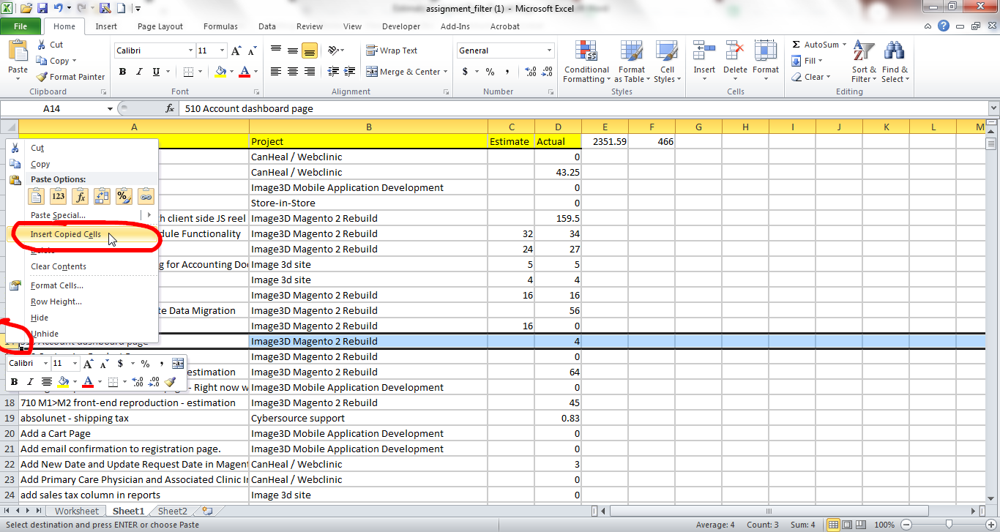 assignment_filter (1) - Microsoft Excel
File Home Insert Page Layout Formulas Data Review View Developer Add-Ins Acrobat
Cut
Copy
Format Painter
Paste
Clipboard
Calibri 11
B I U
Font
Wrap Text
Merge & Center
Alignment
General
$ % ,
Number
Conditional Formatting
Format as Table
Cell Styles
Styles
Insert Delete Format
Cells
AutoSum
Fill
Clear
Sort & Filter
Find & Select
Editing
A14 fx 510 Account dashboard page
A B C D E F G H I J K L M
Project Estimate Actual 2351.59 466
CanHeal / Webclinic 0
CanHeal / Webclinic 43.25
Image3D Mobile Application Development 0
Store-in-Store 0
h client side JS reel Image3D Magento 2 Rebuild 159.5
dule Functionality Image3D Magento 2 Rebuild 32 34
Image3D Magento 2 Rebuild 24 27
g for Accounting Doc Image 3d site 5 5
Image 3d site 4 4
Image3D Magento 2 Rebuild 16 16
te Data Migration Image3D Magento 2 Rebuild 56
Image3D Magento 2 Rebuild 16 0
14 510 Account dashboard page Image3D Magento 2 Rebuild 4
Image3D Magento 2 Rebuild 0
estimation Image3D Magento 2 Rebuild 64
- Right now w Image3D Mobile Application Development 0
18 710 M1>M2 front-end reproduction - estimation Image3D Magento 2 Rebuild 45
19 absolunet - shipping tax Cybersource support 0.83
20 Add a Cart Page Image3D Mobile Application Development 0
21 Add email confirmation to registration page. Image3D Mobile Application Development 0
22 Add New Date and Update Request Date in Magent CanHeal / Webclinic 3
23 Add Primary Care Physician and Associated Clinic In CanHeal / Webclinic 0
24 add sales tax column in reports Image 3d site 0
Cut
Copy
Paste Options:
123 fx %
Paste Special...
Insert Copied Cells
Delete
Clear Contents
Format Cells...
Row Height...
Hide
Unhide
Calibri 11 A A $ % ,
B I A
Worksheet Sheet1 Sheet2
Select destination and press ENTER or choose Paste Average: 4 Count: 3 Sum: 4 100%